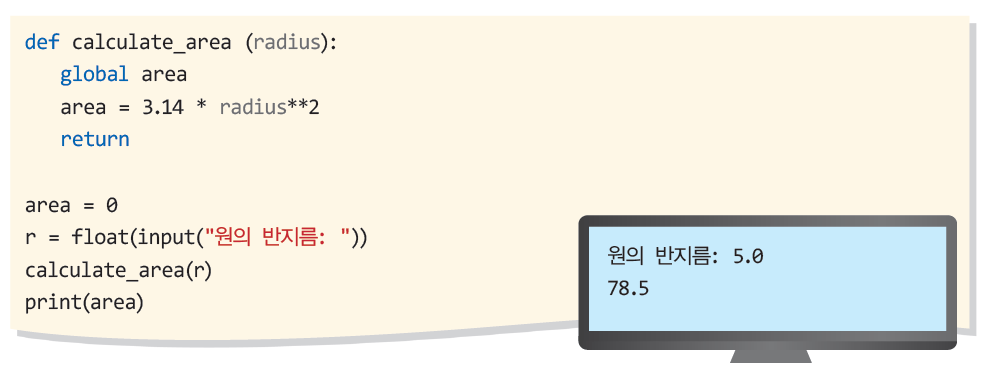 def calculate_area (radius):
    global area
    area = 3.14 * radius**2
    return

area = 0
r = float(input("원의 반지름: "))
calculate_area(r)
print(area)
원의 반지름: 5.0
78.5